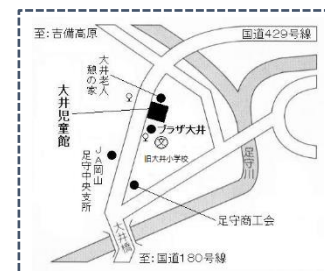 至:吉備高原
国道429号線
大井老人
憩の家
大井児童館
プラザ大井
文
旧大井小学校
JA岡山
足守中央支所
足守川
足守商工会
大井橋
至:国道180号線